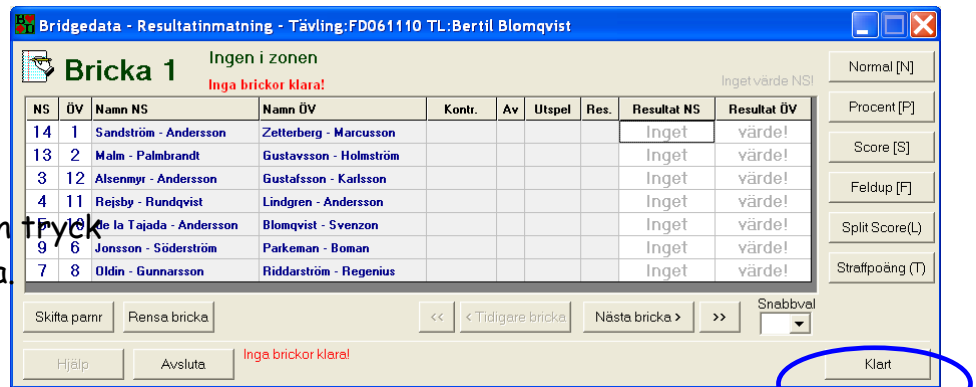 Bridgedata - Resultatinmatning - Tävling:FD061110 TL:Bertil Blomqvist
Bricka 1
Ingen i zonen
Inga brickor klara!
Inget värde NS!
Normal [N]
NS ÖV Namn NS Namn ÖV Kontr. Av Utspel Res. Resultat NS Resultat ÖV
Procent [P]
14 1 Sandström - Andersson Zetterberg - Marcusson Inget värde!
13 2 Malm - Palmbrandt Gustavsson - Holmström Inget värde!
Score [S]
3 12 Alsenmyr - Andersson Gustafsson - Karlsson Inget värde!
Feldup [F]
4 11 Rejsby - Rundqvist Lindgren - Andersson Inget värde!
tryck
5 10 de la Tajada - Andersson Blomqvist - Svenzon Inget värde!
Split Score(L)
9 6 Jonsson - Söderström Parkeman - Boman Inget värde!
a.
7 8 Oldin - Gunnarsson Riddarström - Regenius Inget värde!
Straffpoäng (T)
Skifta parnr Rensa bricka << < Tidigare bricka Nästa bricka > >> Snabbval
Hjälp Avsluta Inga brickor klara! Klart